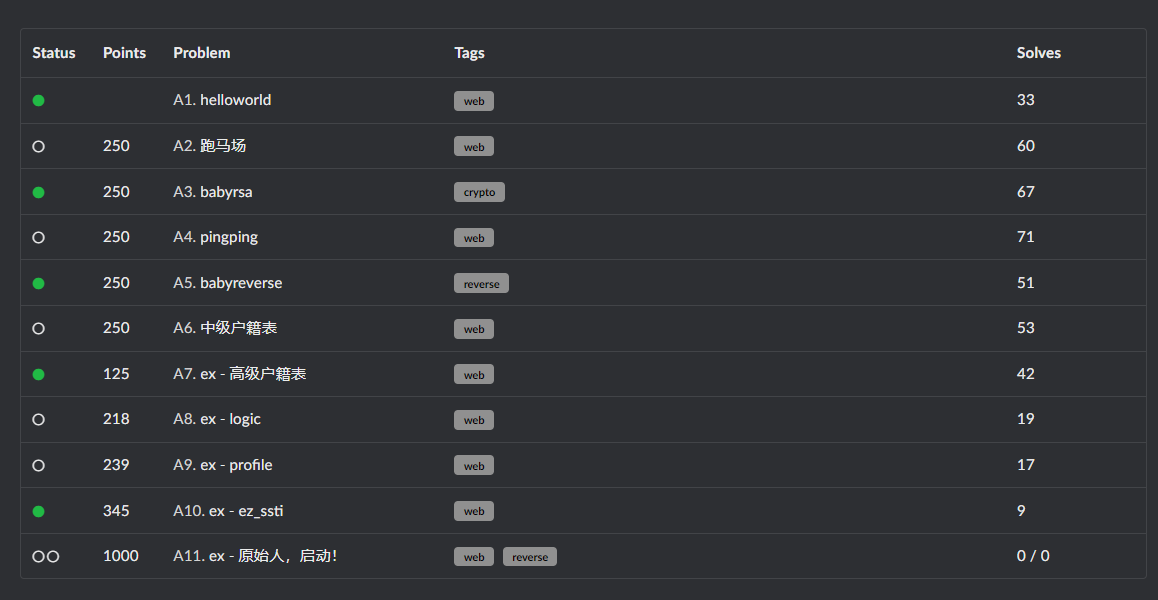 Status Points Problem Tags Solves
A1. helloworld web 33
250 A2. 跑马场 web 60
250 A3. babyrsa crypto 67
250 A4. pingping web 71
250 A5. babyreverse reverse 51
250 A6. 中级户籍表 web 53
125 A7. ex - 高级户籍表 web 42
218 A8. ex - logic web 19
239 A9. ex - profile web 17
345 A10. ex - ez_ssti web 9
1000 A11. ex - 原始人，启动！ web reverse 0 / 0